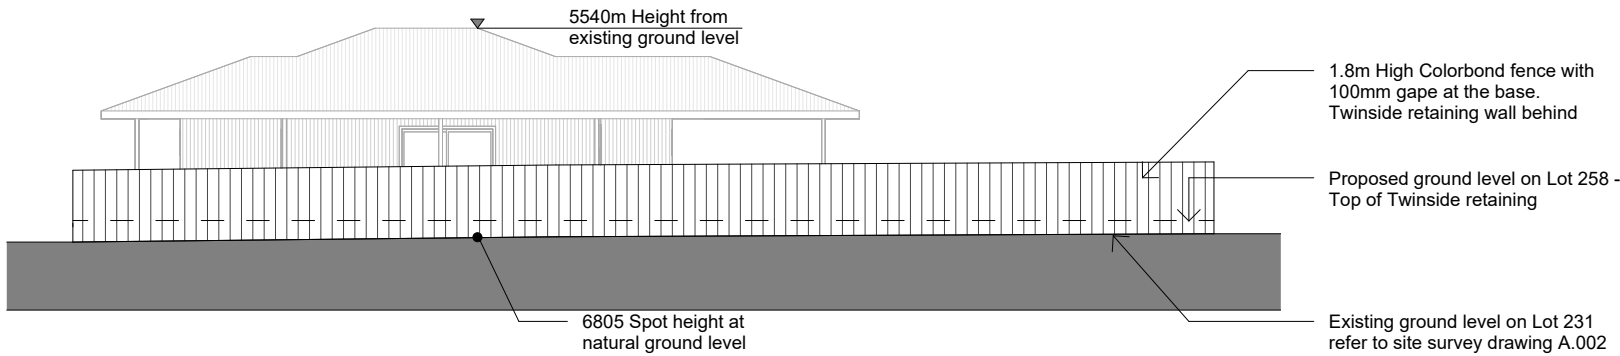 5540m Height from
existing ground level
1.8m High Colorbond fence with
100mm gape at the base.
Twinside retaining wall behind
Proposed ground level on Lot 258 -
Top of Twinside retaining
6805 Spot height at
natural ground level
Existing ground level on Lot 231
refer to site survey drawing A.002